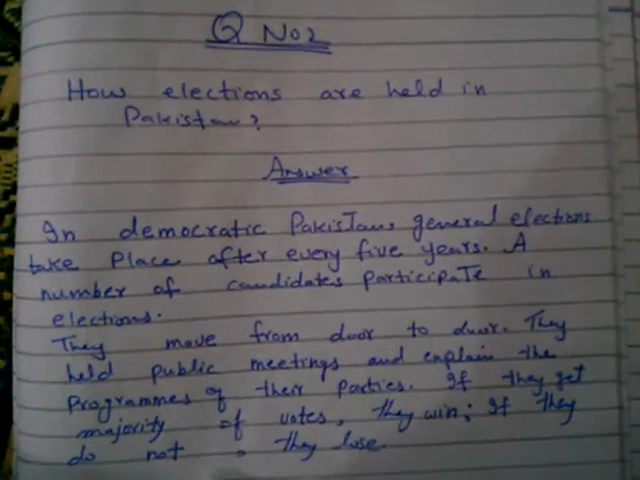 Q No 2
How elections are held in
Pakistan?
Answer
In democratic Pakistan, general elections
take place after every five years. A
number of candidates participate in
elections.
They move from door to door. They
held public meetings and explain the
Programmes of their parties. If they get
majority of votes, they win; If they
do not, they lose.